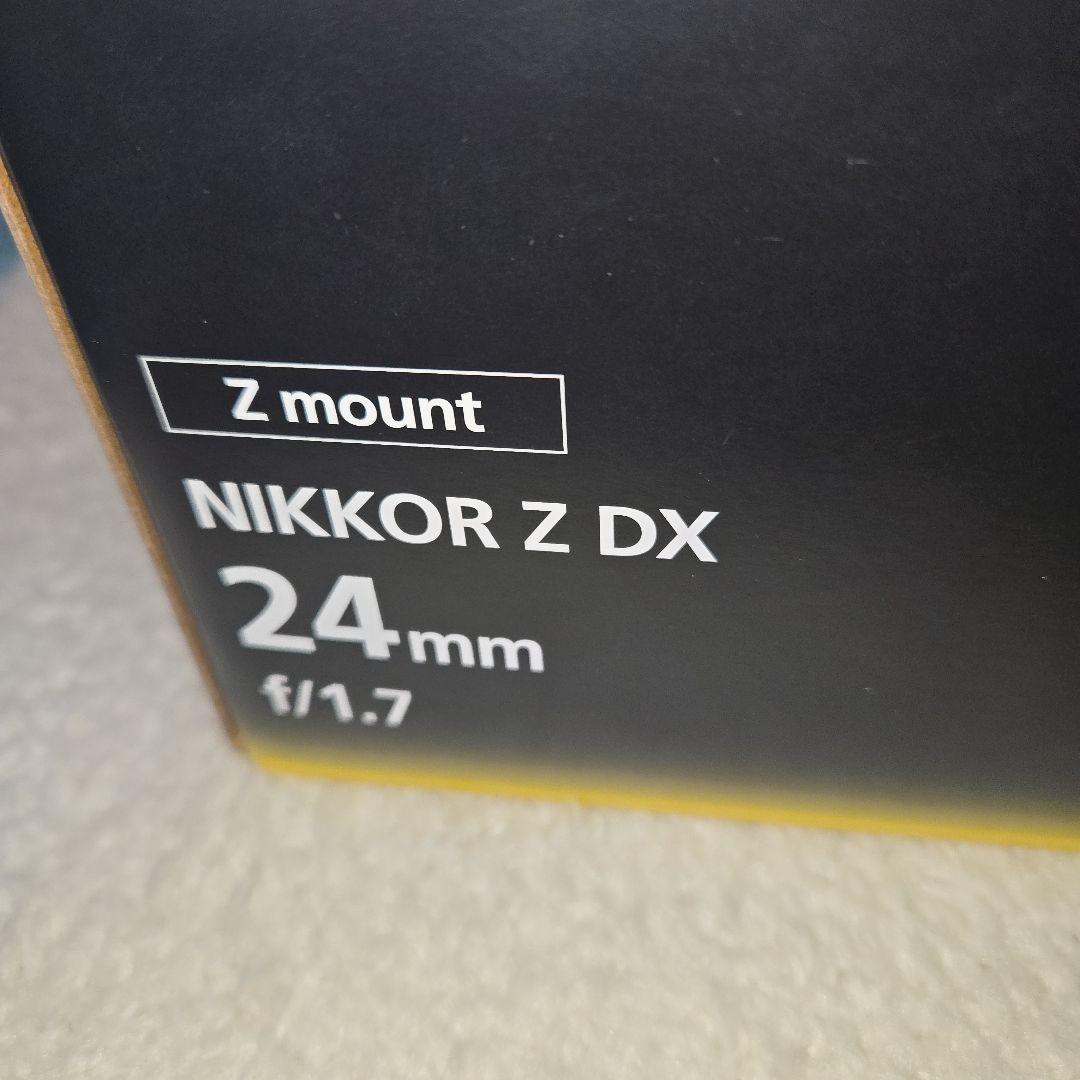 Z mount
NIKKOR Z DX
24mm
f/1.7